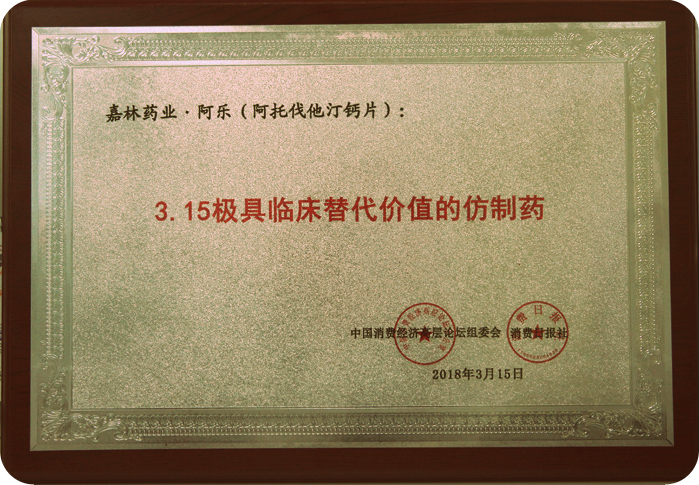 嘉林药业·阿乐（阿托伐他汀钙片）：
3.15极具临床替代价值的仿制药
中国消费经济高层论坛组委会 消费日报社
2018年3月15日